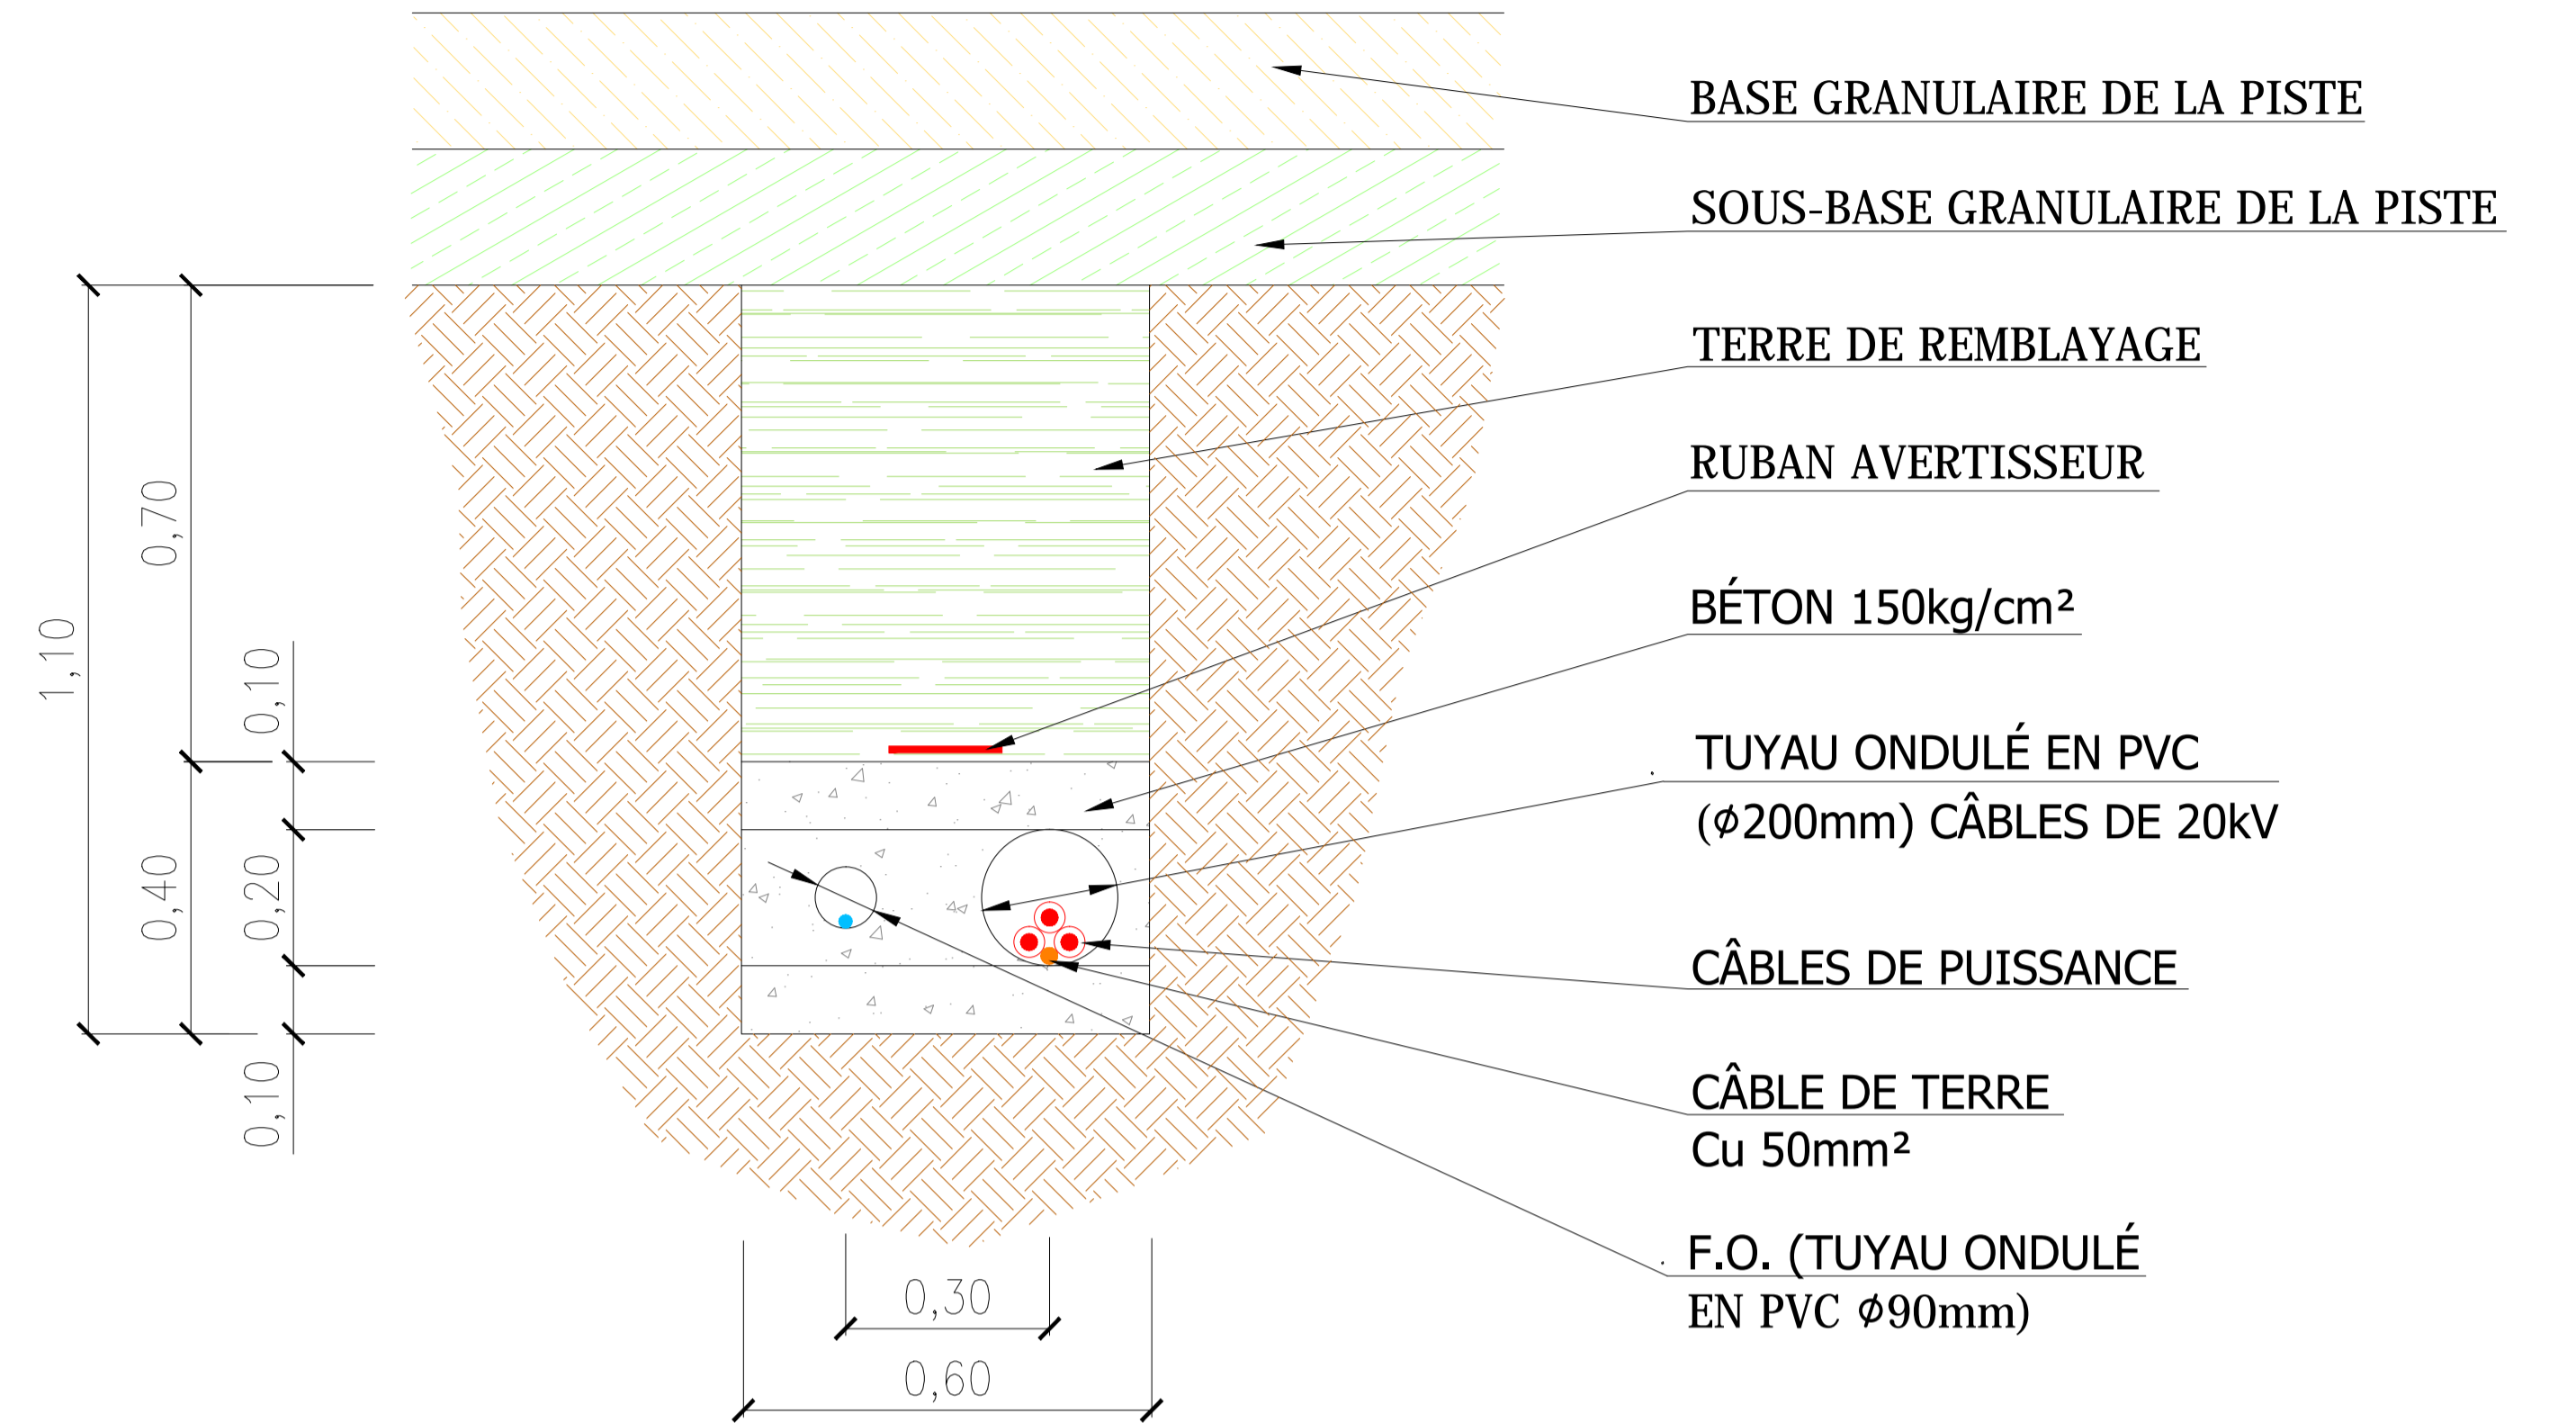 BASE GRANULAIRE DE LA PISTE
SOUS-BASE GRANULAIRE DE LA PISTE
TERRE DE REMBLAYAGE
RUBAN AVERTISSEUR
BÉTON 150kg/cm²
TUYAU ONDULÉ EN PVC
(ϕ200mm) CÂBLES DE 20kV
CÂBLES DE PUISSANCE
CÂBLE DE TERRE
Cu 50mm²
F.O. (TUYAU ONDULÉ
EN PVC ϕ90mm)
1,10
0,70
0,40
0,10
0,20
0,10
0,30
0,60